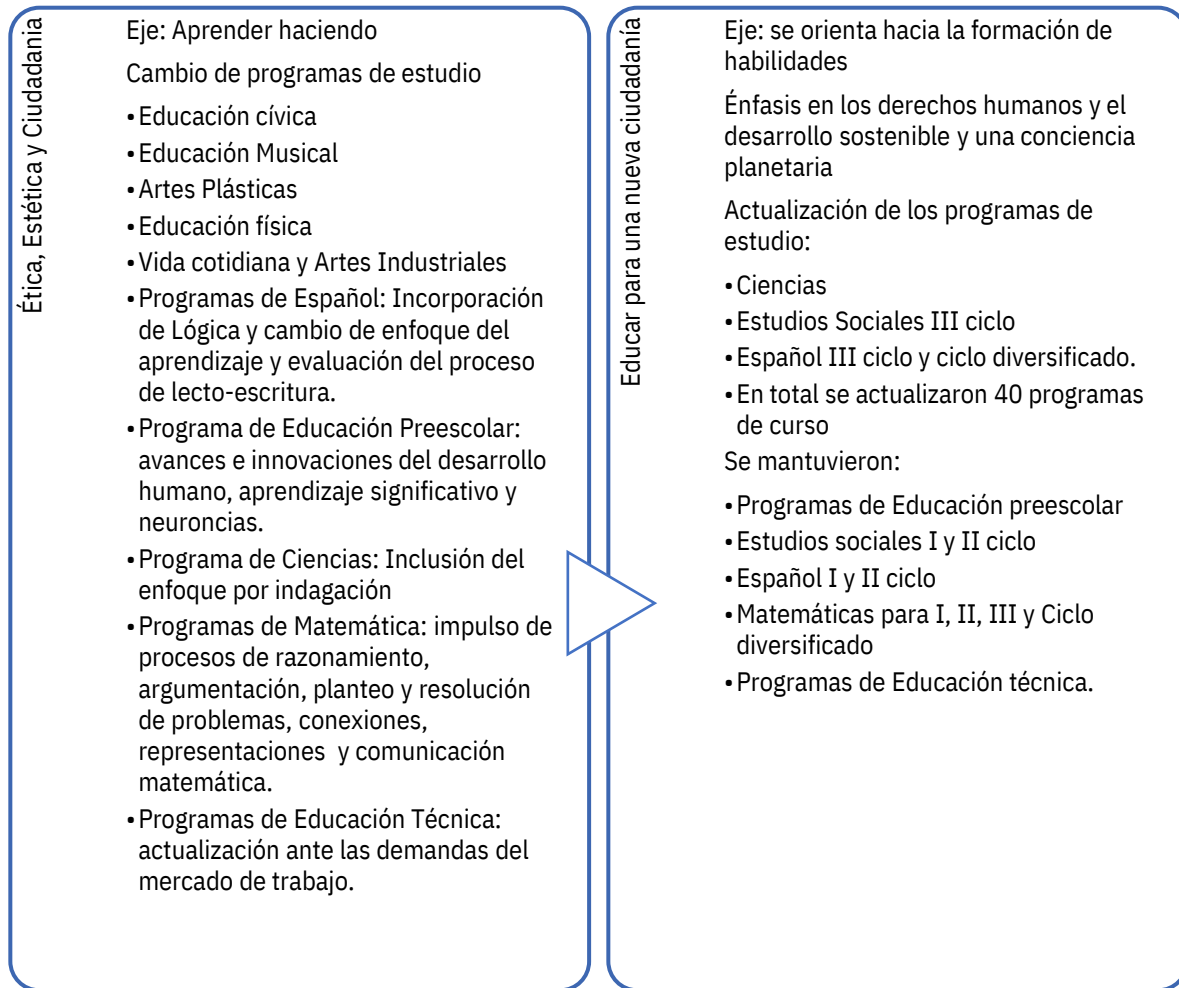 Ética, Estética y Ciudadania
Eje: Aprender haciendo
Cambio de programas de estudio
•Educación cívica
•Educación Musical
•Artes Plásticas
•Educación física
•Vida cotidiana y Artes Industriales
•Programas de Español: Incorporación
de Lógica y cambio de enfoque del
aprendizaje y evaluación del proceso
de lecto-escritura.
•Programa de Educación Preescolar:
avances e innovaciones del desarrollo
humano, aprendizaje significativo y
neuroncias.
•Programa de Ciencias: Inclusión del
enfoque por indagación
•Programas de Matemática: impulso de
procesos de razonamiento,
argumentación, planteo y resolución
de problemas, conexiones,
representaciones y comunicación
matemática.
•Programas de Educación Técnica:
actualización ante las demandas del
mercado de trabajo.
Educar para una nueva ciudadanía
Eje: se orienta hacia la formación de
habilidades
Énfasis en los derechos humanos y el
desarrollo sostenible y una conciencia
planetaria
Actualización de los programas de
estudio:
•Ciencias
•Estudios Sociales III ciclo
•Español III ciclo y ciclo diversificado.
•En total se actualizaron 40 programas
de curso
Se mantuvieron:
•Programas de Educación preescolar
•Estudios sociales I y II ciclo
•Español I y II ciclo
•Matemáticas para I, II, III y Ciclo
diversificado
•Programas de Educación técnica.